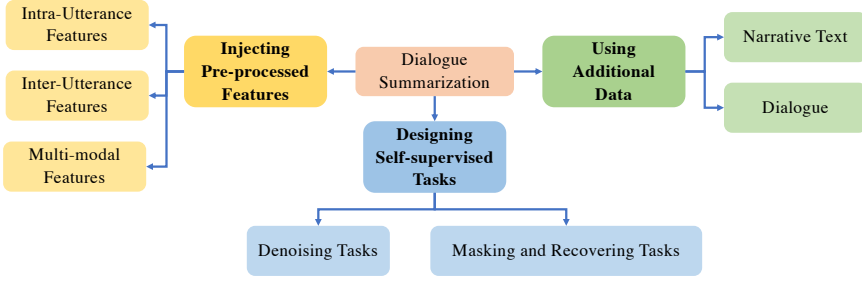 Intra-Utterance
Features
Inter-Utterance
Features
Multi-modal
Features
Injecting
Pre-processed
Features
Dialogue
Summarization
Using
Additional
Data
Narrative Text
Dialogue
Designing
Self-supervised
Tasks
Denoising Tasks
Masking and Recovering Tasks